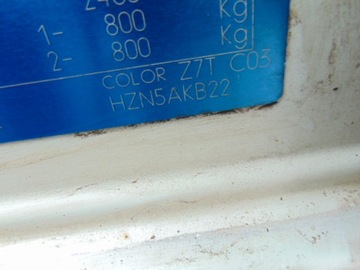 1- 800 Kg
2- 800 Kg
COLOR Z7T C03
HZN5AKB22